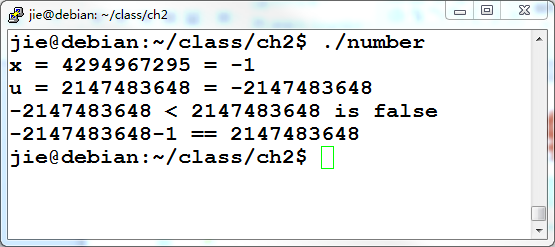 jie@debian: ~/class/ch2
jie@debian:~/class/ch2$ ./number
x = 4294967295 = -1
u = 2147483648 = -2147483648
-2147483648 < 2147483648 is false
-2147483648-1 == 2147483648
jie@debian:~/class/ch2$